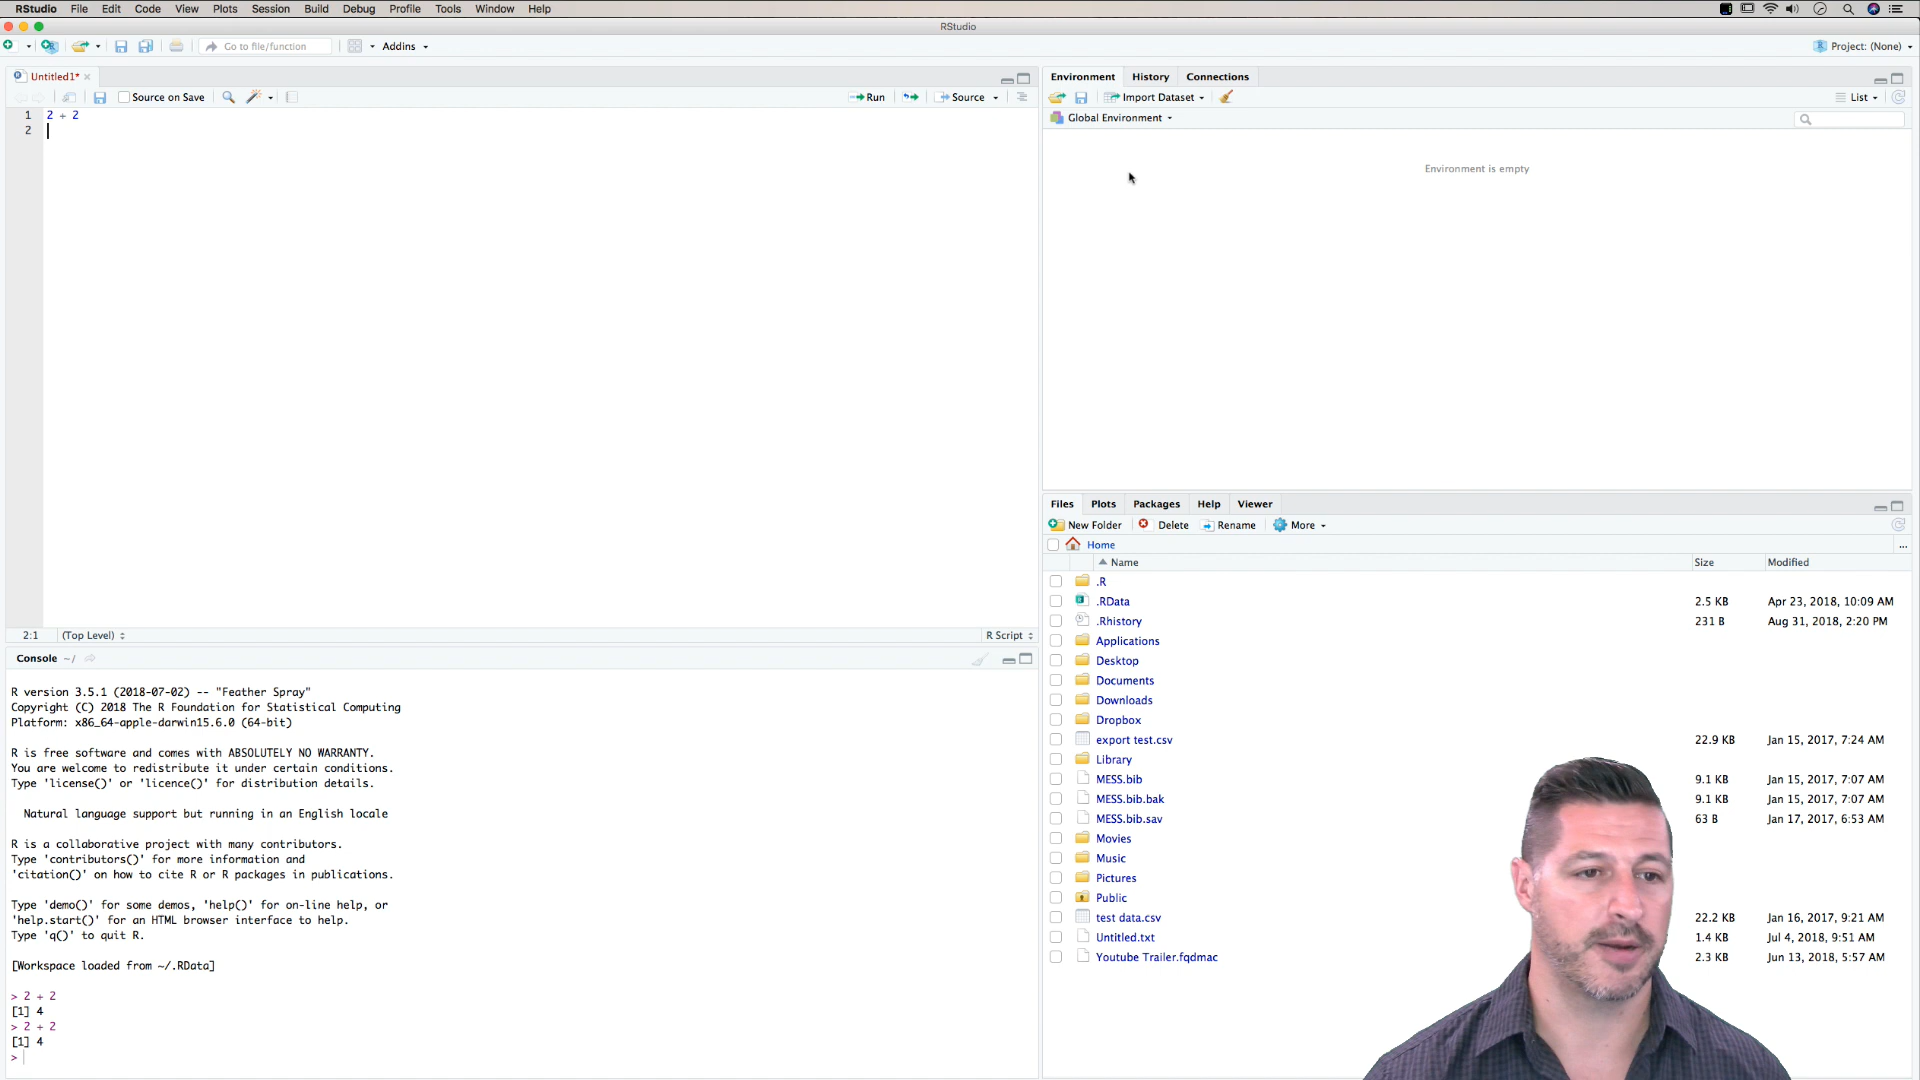 RStudio File Edit Code View Plots Session Build Debug Profile Tools Window Help
RStudio
Go to file/function Addins Project: (None)
Untitled1*
Source on Save Run Source
1 2 + 2
2
2:1 (Top Level) R Script
Console ~/
R version 3.5.1 (2018-07-02) -- "Feather Spray"
Copyright (C) 2018 The R Foundation for Statistical Computing
Platform: x86_64-apple-darwin15.6.0 (64-bit)
R is free software and comes with ABSOLUTELY NO WARRANTY.
You are welcome to redistribute it under certain conditions.
Type 'license()' or 'licence()' for distribution details.
Natural language support but running in an English locale
R is a collaborative project with many contributors.
Type 'contributors()' for more information and
'citation()' on how to cite R or R packages in publications.
Type 'demo()' for some demos, 'help()' for on-line help, or
'help.start()' for an HTML browser interface to help.
Type 'q()' to quit R.
[Workspace loaded from ~/.RData]
> 2 + 2
[1] 4
> 2 + 2
[1] 4
>
Environment History Connections
Import Dataset List
Global Environment
Environment is empty
Files Plots Packages Help Viewer
New Folder Delete Rename More
Home ...
Name Size Modified
.R
.RData 2.5 KB Apr 23, 2018, 10:09 AM
.Rhistory 231 B Aug 31, 2018, 2:20 PM
Applications
Desktop
Documents
Downloads
Dropbox
export test.csv 22.9 KB Jan 15, 2017, 7:24 AM
Library
MESS.bib 9.1 KB Jan 15, 2017, 7:07 AM
MESS.bib.bak 9.1 KB Jan 15, 2017, 7:07 AM
MESS.bib.sav 63 B Jan 17, 2017, 6:53 AM
Movies
Music
Pictures
Public
test data.csv 22.2 KB Jan 16, 2017, 9:21 AM
Untitled.txt 1.4 KB Jul 4, 2018, 9:51 AM
Youtube Trailer.fqdmac 2.3 KB Jun 13, 2018, 5:57 AM